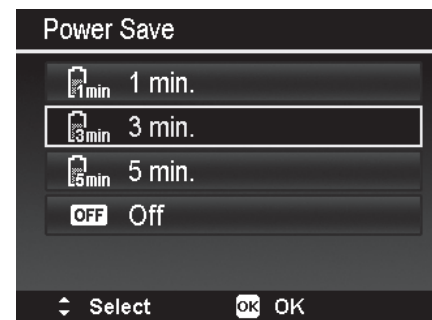 Power Save
1min 1 min.
3min 3 min.
5min 5 min.
OFF Off
Select OK OK